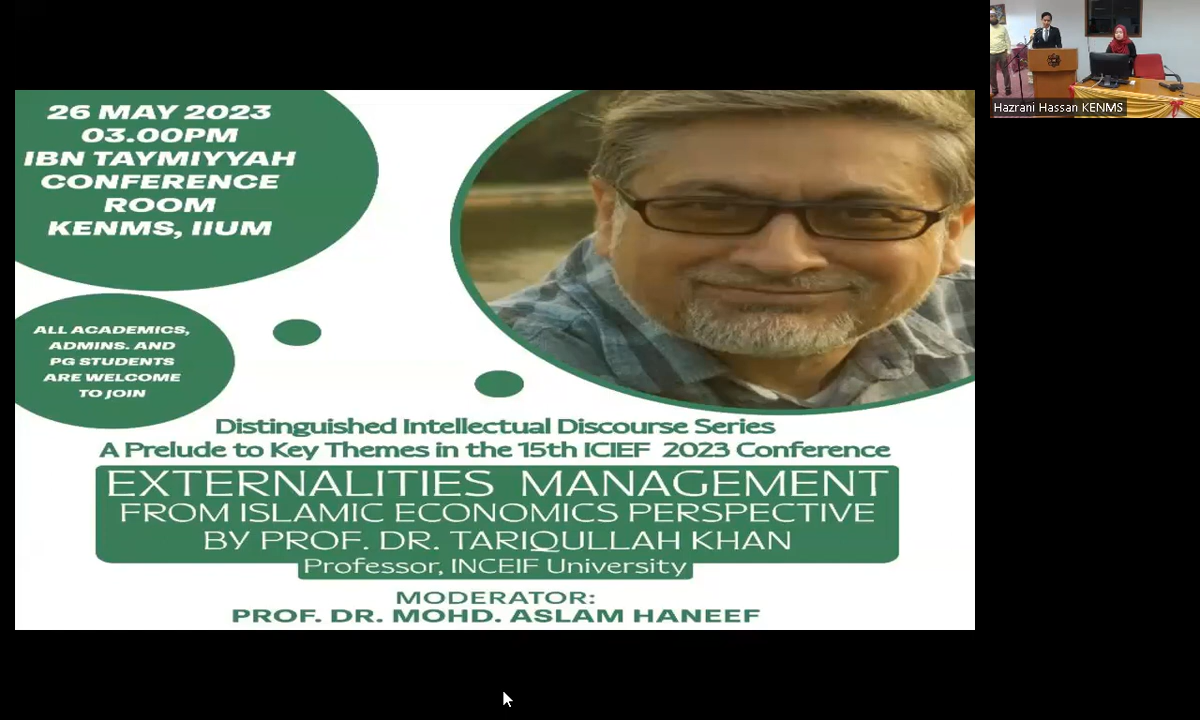 26 MAY 2023
03.00PM
IBN TAYMIYYAH
CONFERENCE
ROOM
KENMS, IIUM
ALL ACADEMICS,
ADMINS. AND
PG STUDENTS
ARE WELCOME
TO JOIN
Distinguished Intellectual Discourse Series
A Prelude to Key Themes in the 15th ICIEF 2023 Conference
EXTERNALITIES MANAGEMENT
FROM ISLAMIC ECONOMICS PERSPECTIVE
BY PROF. DR. TARIQULLAH KHAN
Professor, INCEIF University
MODERATOR:
PROF. DR. MOHD. ASLAM HANEEF
Hazrani Hassan KENMS